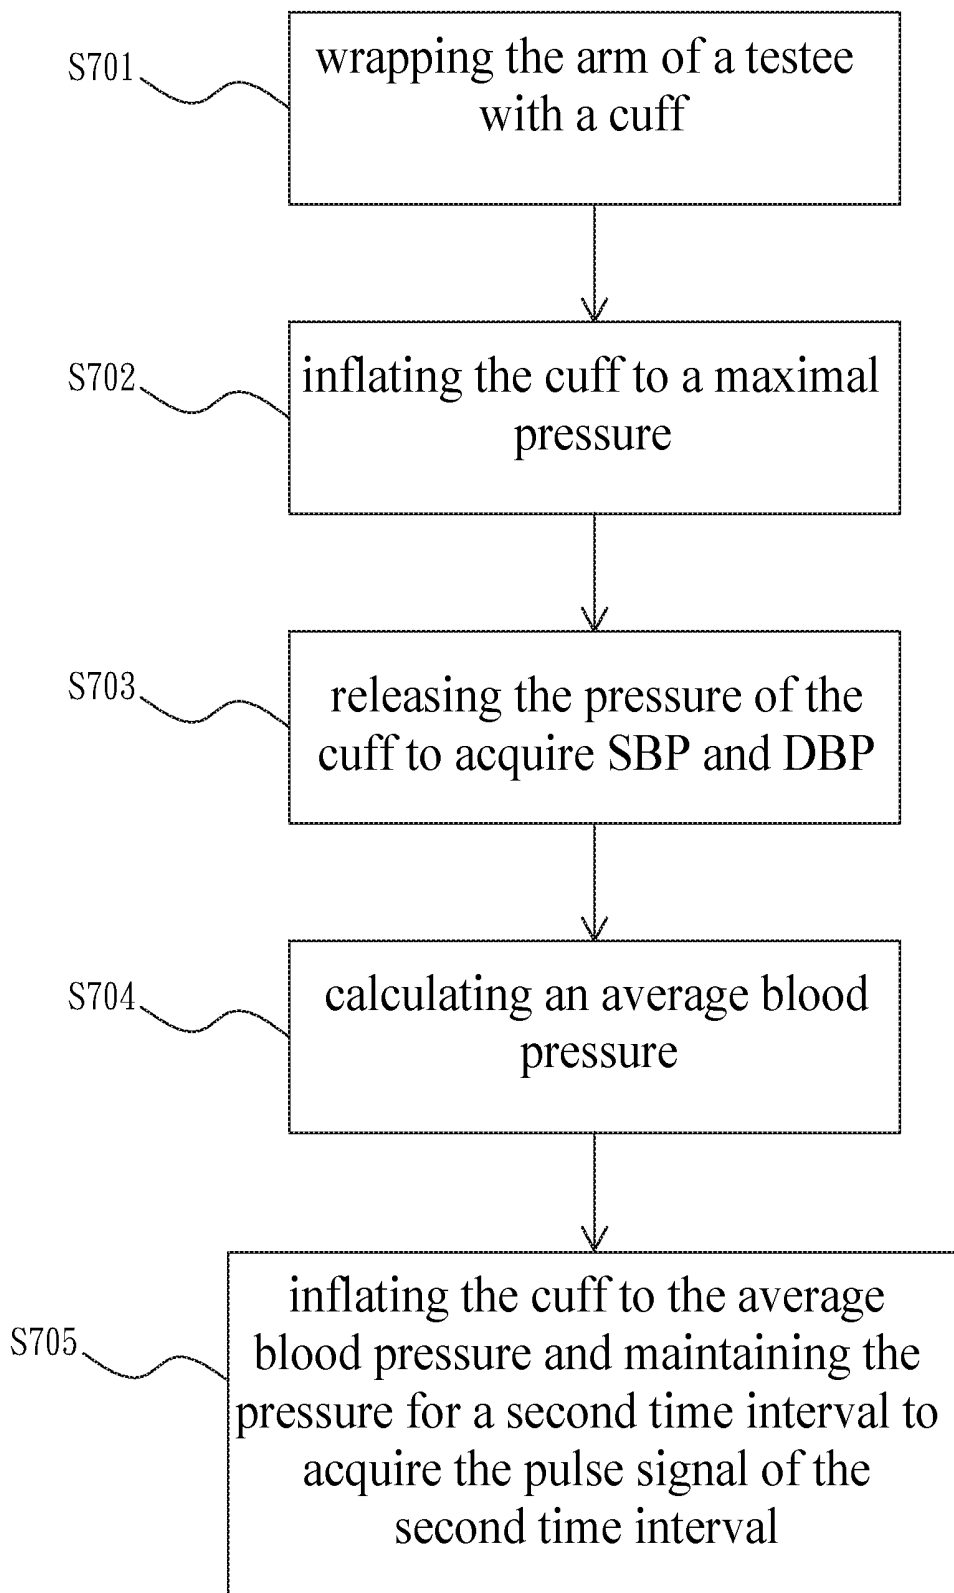 S701
wrapping the arm of a testee
with a cuff
S702
inflating the cuff to a maximal
pressure
S703
releasing the pressure of the
cuff to acquire SBP and DBP
S704
calculating an average blood
pressure
S705
inflating the cuff to the average
blood pressure and maintaining the
pressure for a second time interval to
acquire the pulse signal of the
second time interval